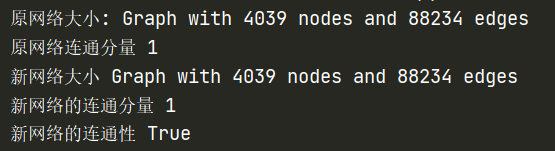 原网络大小: Graph with 4039 nodes and 88234 edges
原网络连通分量 1
新网络大小 Graph with 4039 nodes and 88234 edges
新网络的连通分量 1
新网络的连通性 True